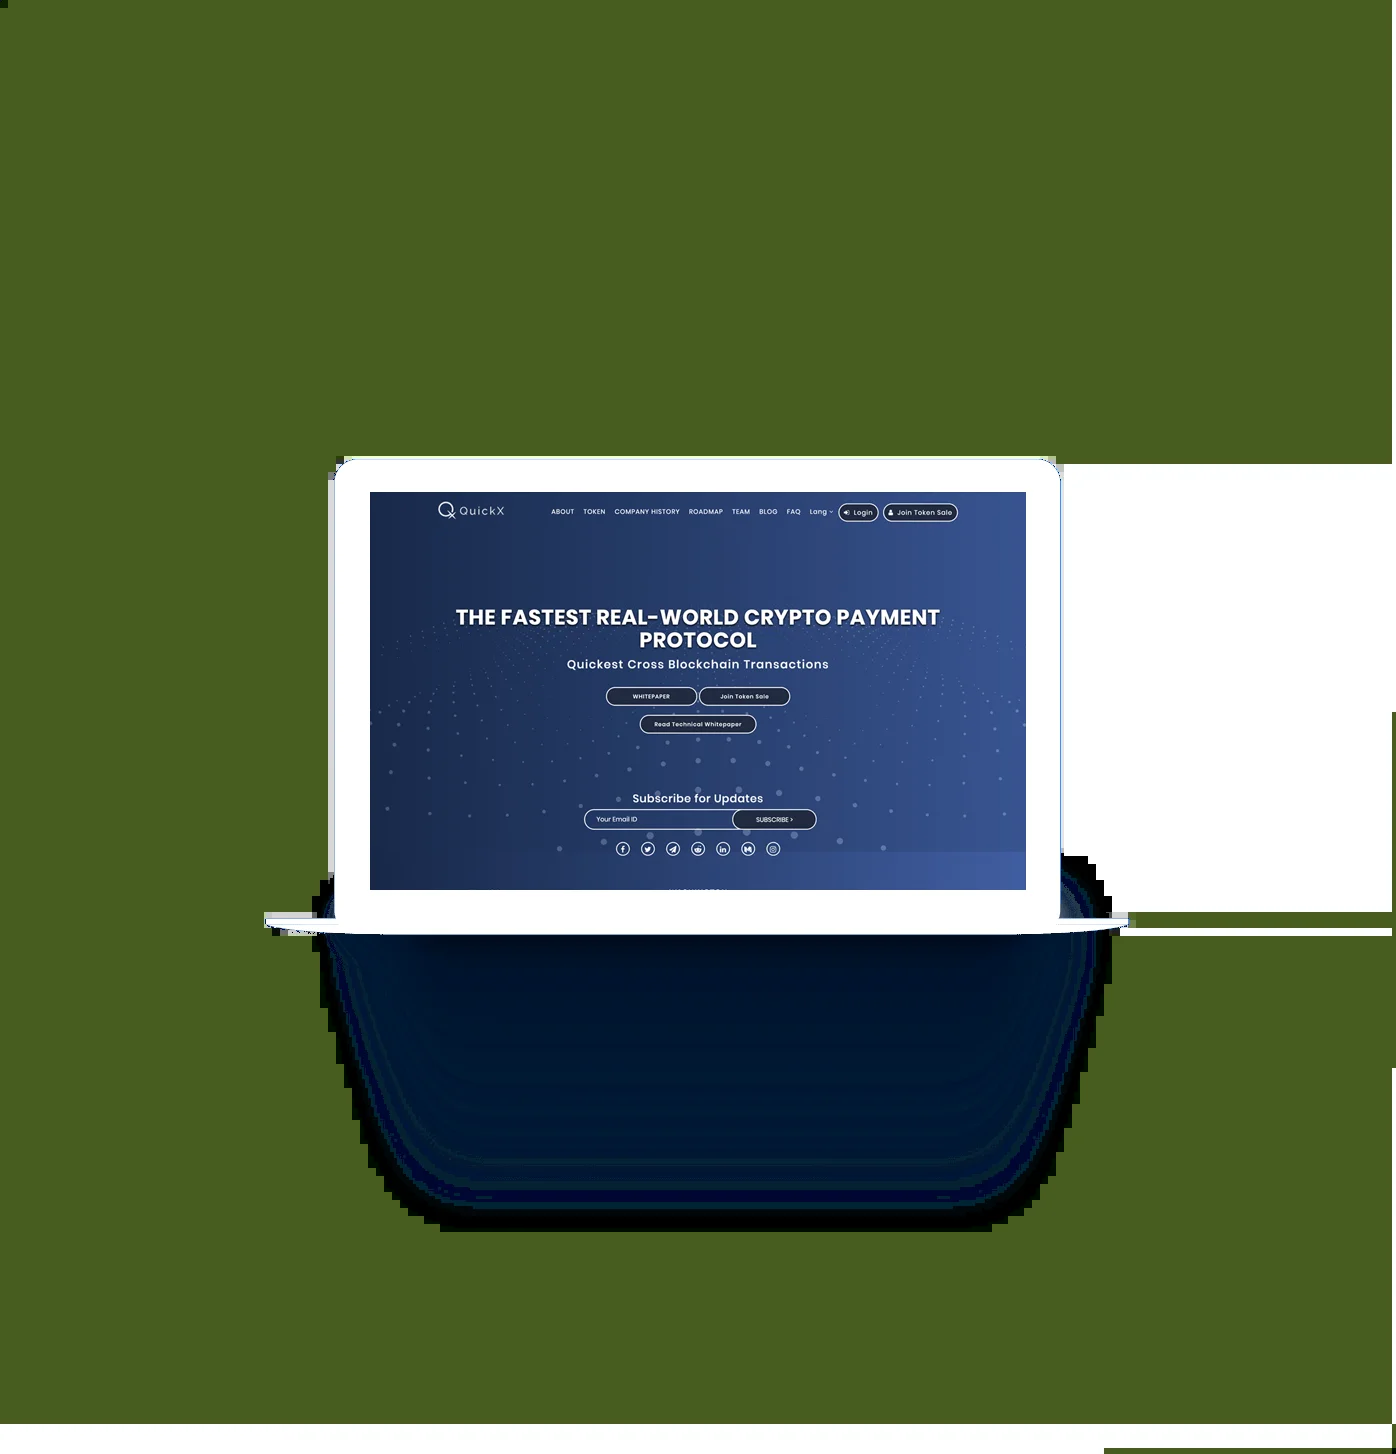 QuickX
ABOUT TOKEN COMPANY HISTORY ROADMAP TEAM BLOG FAQ Lang Login Join Token Sale
THE FASTEST REAL-WORLD CRYPTO PAYMENT
PROTOCOL
Quickest Cross Blockchain Transactions
WHITEPAPER Join Token Sale
Read Technical Whitepaper
Subscribe for Updates
Your Email ID SUBSCRIBE >